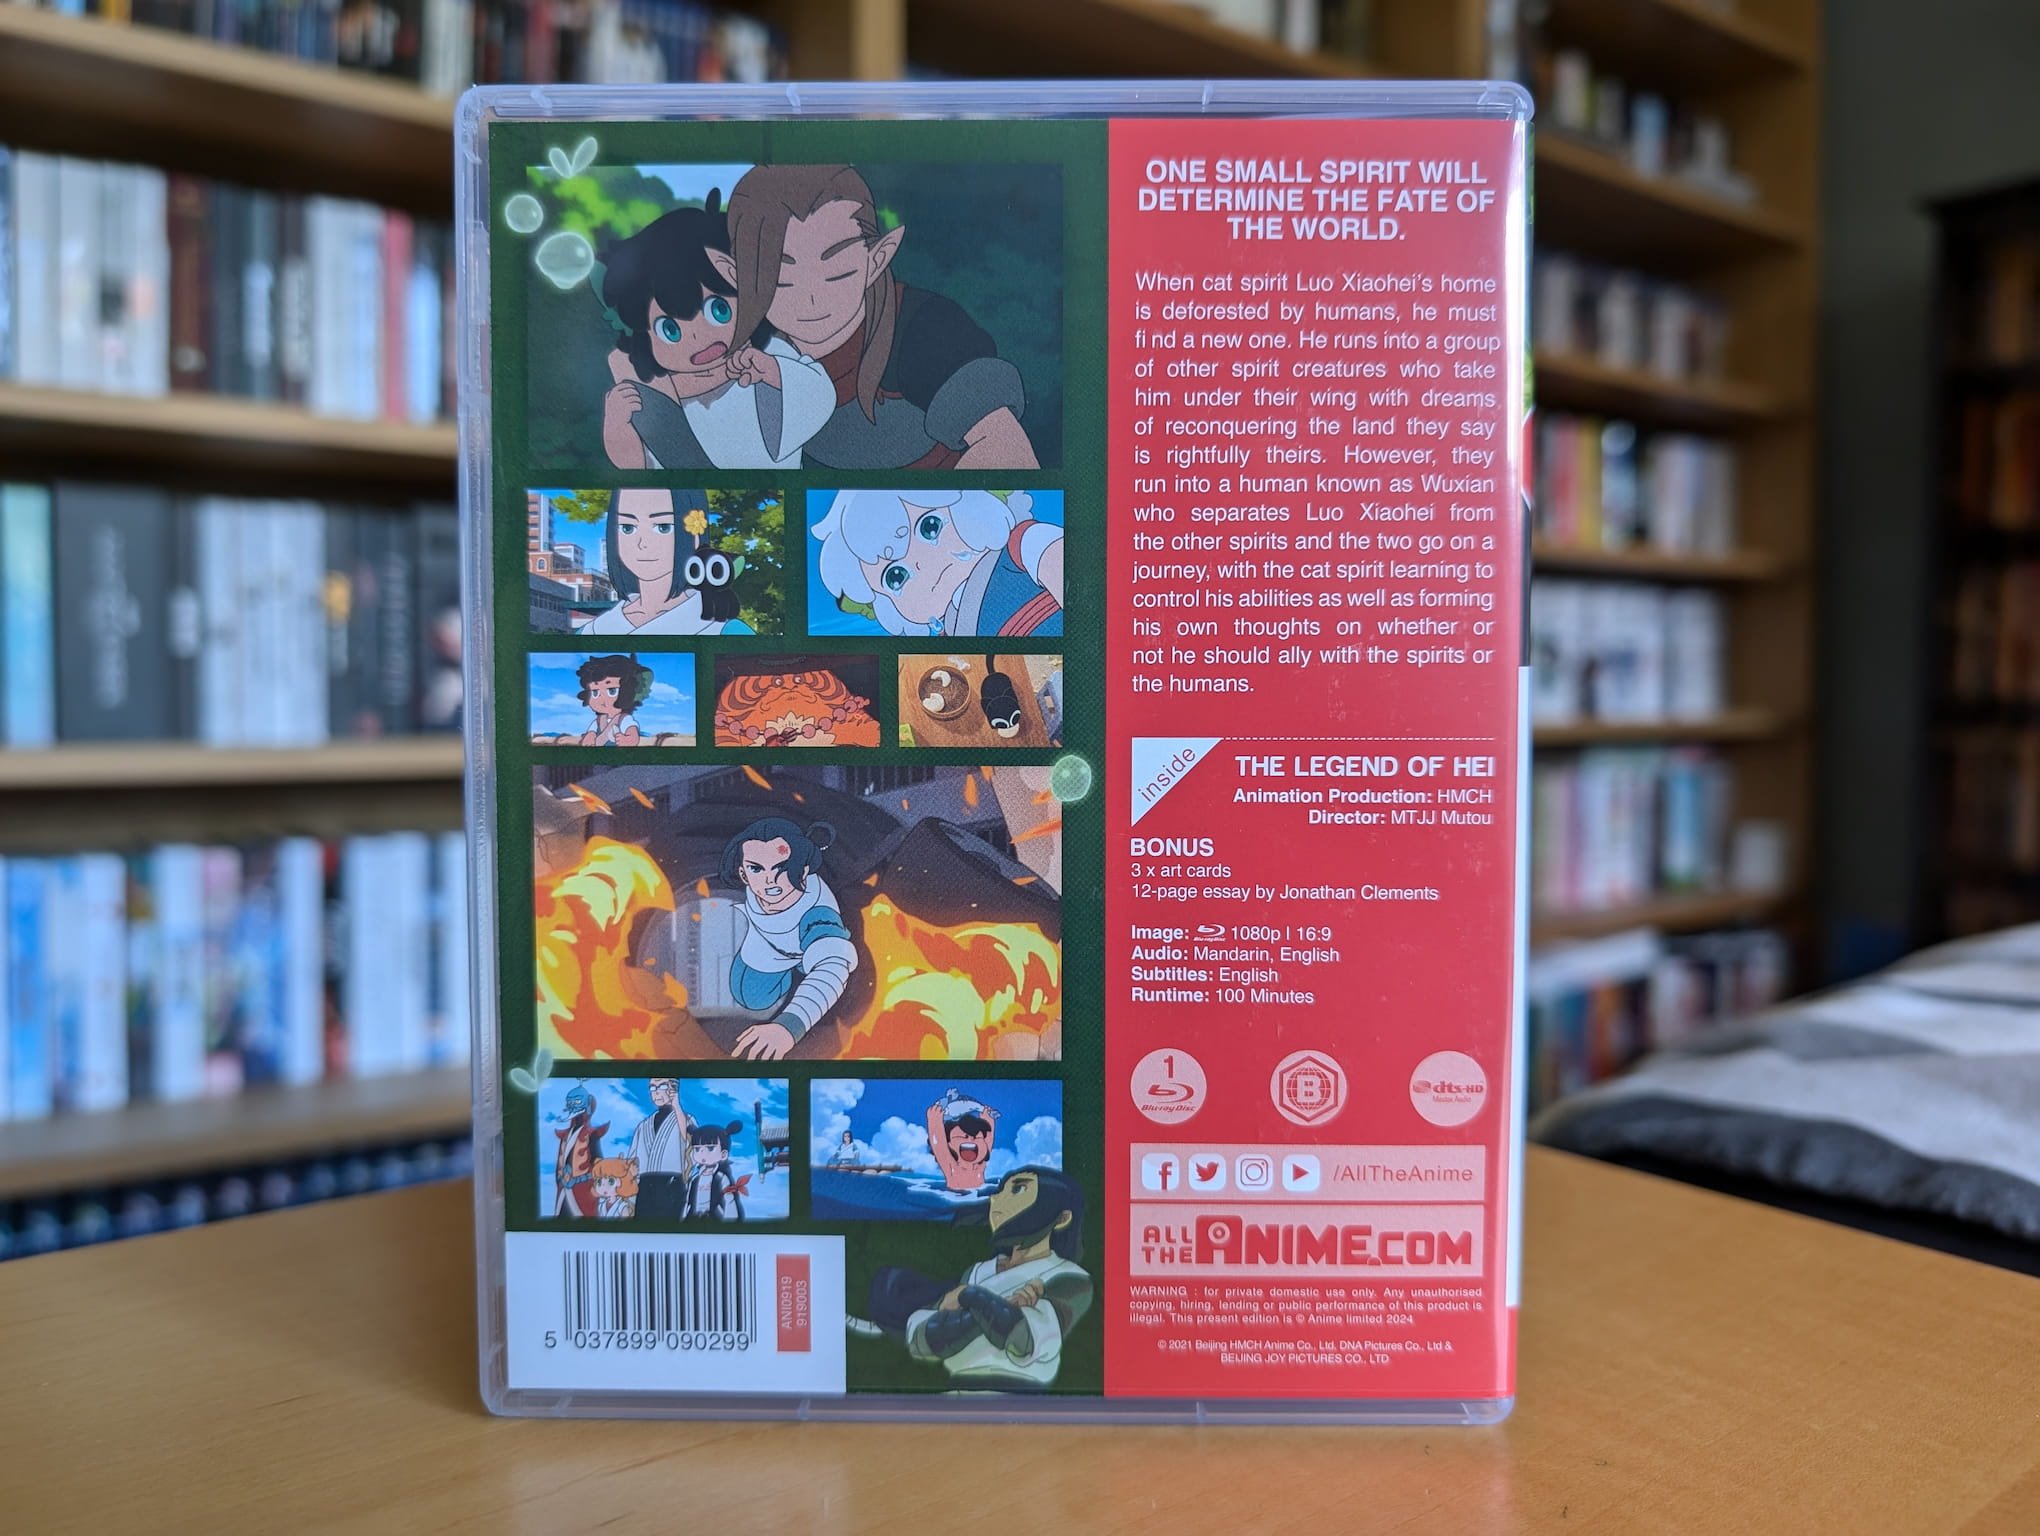 ONE SMALL SPIRIT WILL
DETERMINE THE FATE OF
THE WORLD.
When cat spirit Luo Xiaohei's home
is deforested by humans, he must
fi nd a new one. He runs into a group
of other spirit creatures who take
him under their wing with dreams
of reconquering the land they say
is rightfully theirs. However, they
run into a human known as Wuxian
who separates Luo Xiaohei from
the other spirits and the two go on a
journey, with the cat spirit learning to
control his abilities as well as forming
his own thoughts on whether or
not he should ally with the spirits or
the humans.
inside
THE LEGEND OF HEI
Animation Production: HMCH
Director: MTJJ Mutou
BONUS
3 x art cards
12-page essay by Jonathan Clements
Image: Blu-ray Disc 1080p | 16:9
Audio: Mandarin, English
Subtitles: English
Runtime: 100 Minutes
1
Blu-ray Disc
B
dts-HD
Master Audio
/AllTheAnime
ALL THE ANIME.COM
WARNING : for private domestic use only. Any unauthorised
copying, hiring, lending or public performance of this product is
illegal. This present edition is © Anime limited 2024
© 2021 Beijing HMCH Anime Co., Ltd. DNA Pictures Co., Ltd &
BEIJING JOY PICTURES CO., LTD
ANI0919
919003
5 037899 090299